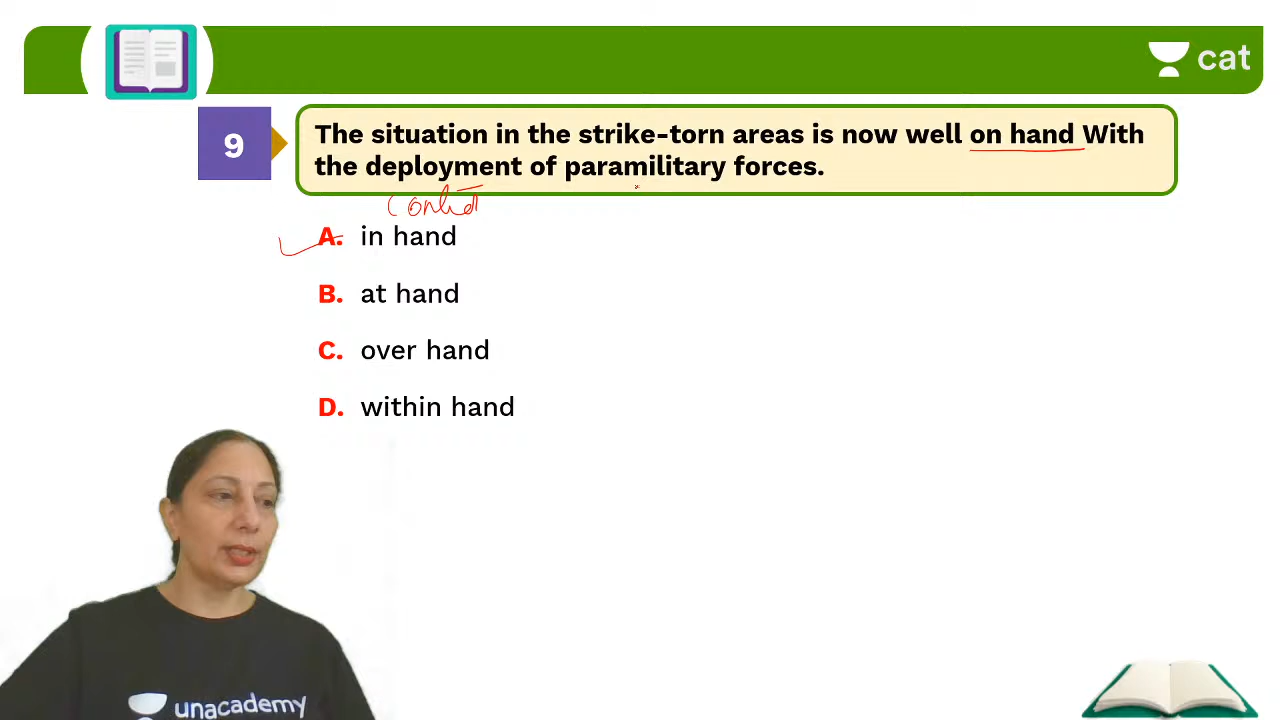 cat
9
The situation in the strike-torn areas is now well on hand With
the deployment of paramilitary forces.
A. in hand
B. at hand
C. over hand
D. within hand
unacademy